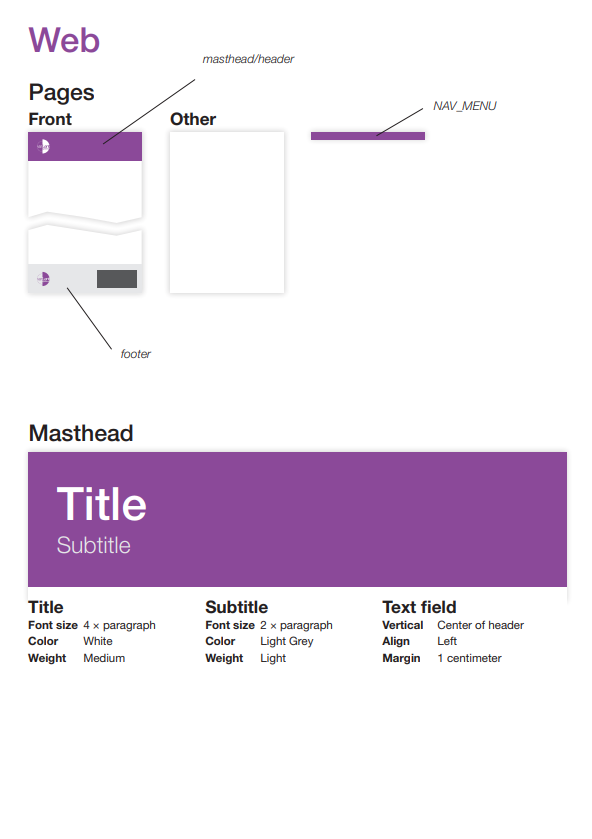 Web
masthead/header
Pages
NAV_MENU
Front
Other
footer
Masthead
Title
Subtitle
Title
Font size 4 × paragraph
Color White
Weight Medium
Subtitle
Font size 2 × paragraph
Color Light Grey
Weight Light
Text field
Vertical Center of header
Align Left
Margin 1 centimeter